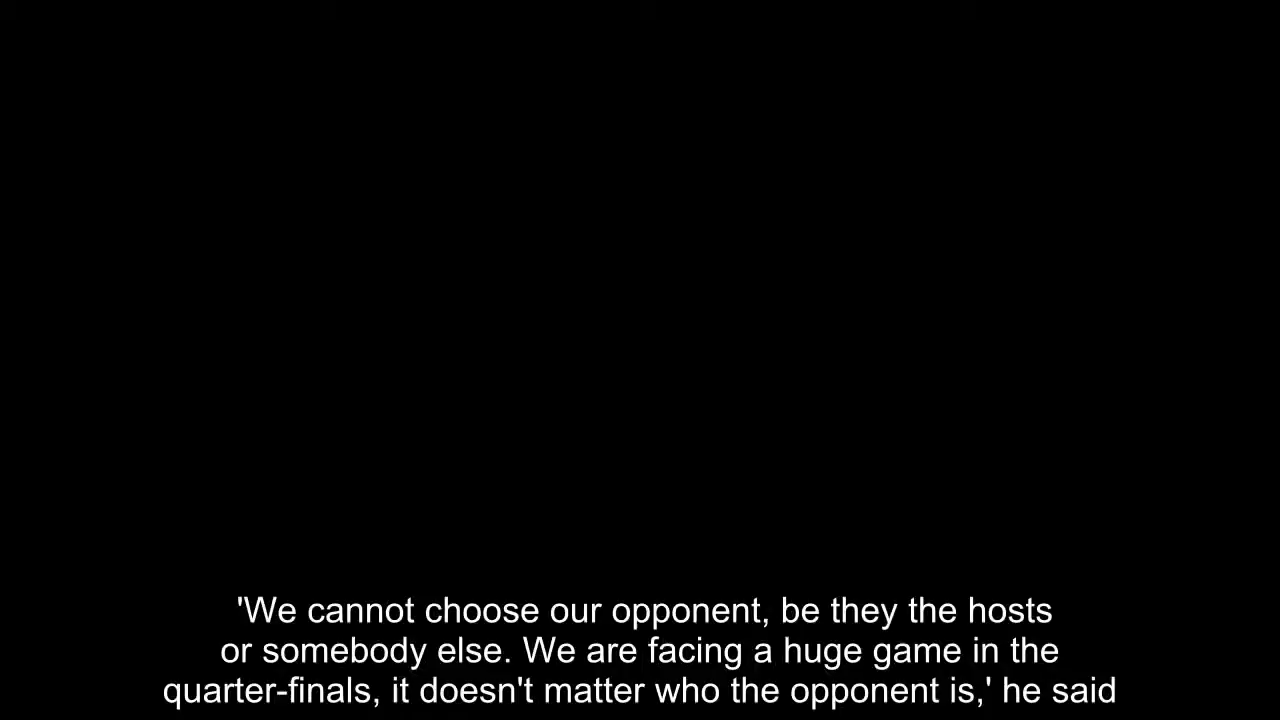 'We cannot choose our opponent, be they the hosts
or somebody else. We are facing a huge game in the
quarter-finals, it doesn't matter who the opponent is,' he said